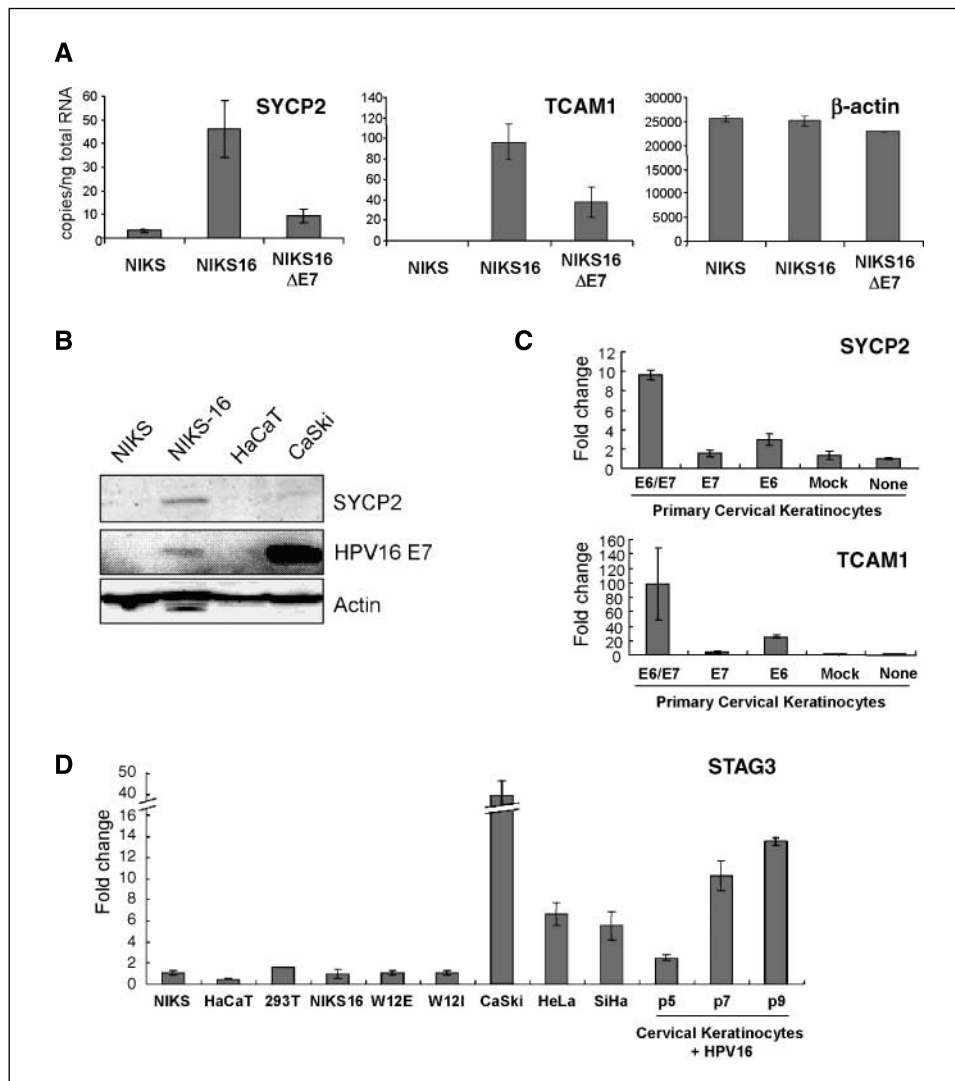 A
SYCP2
TCAM1
β-actin
copies/ng total RNA
60
50
40
30
20
10
0
140
120
100
80
60
40
20
0
30000
25000
20000
15000
10000
5000
0
NIKS
NIKS16
NIKS16
ΔE7
NIKS
NIKS16
NIKS16
ΔE7
NIKS
NIKS16
NIKS16
ΔE7
B
NIKS
NIKS-16
HaCaT
CaSki
SYCP2
HPV16 E7
Actin
C
SYCP2
Fold change
12
10
8
6
4
2
0
E6/E7
E7
E6
Mock
None
Primary Cervical Keratinocytes
TCAM1
Fold change
160
140
120
100
80
60
40
20
0
E6/E7
E7
E6
Mock
None
Primary Cervical Keratinocytes
D
STAG3
Fold change
50
40
16
14
12
10
8
6
4
2
0
NIKS
HaCaT
293T
NIKS16
W12E
W12I
CaSki
HeLa
SiHa
p5
p7
p9
Cervical Keratinocytes
+ HPV16